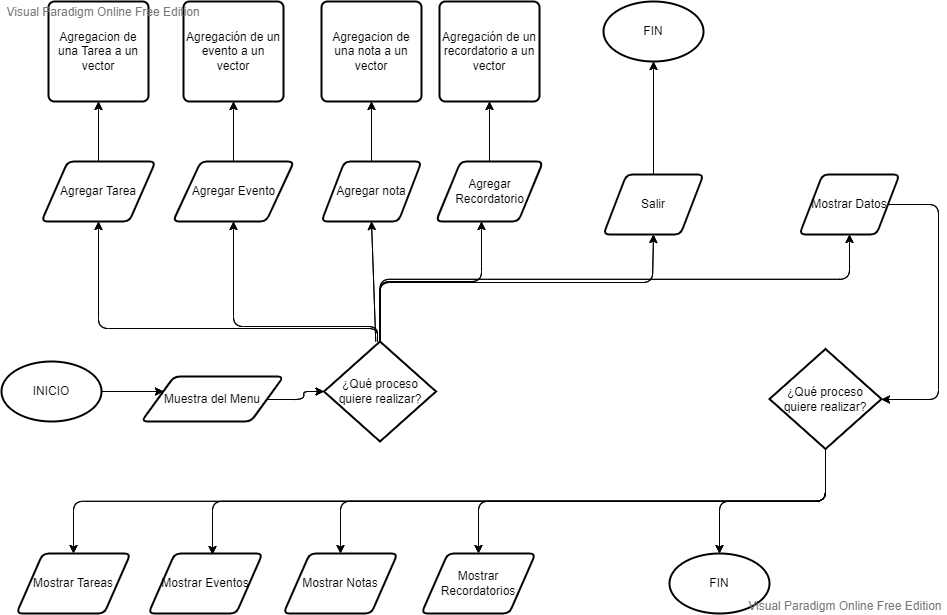 Visual Paradigm Online Free Edition
Agregacion de
una Tarea a un
vector
Agregación de un
evento a un
vector
Agregacion de
una nota a un
vector
Agregación de un
recordatorio a un
vector
FIN
Agregar Tarea
Agregar Evento
Agregar nota
Agregar
Recordatorio
Salir
Mostrar Datos
INICIO
Muestra del Menu
¿Qué proceso
quiere realizar?
¿Qué proceso
quiere realizar?
Mostrar Tareas
Mostrar Eventos
Mostrar Notas
Mostrar
Recordatorios
FIN
Visual Paradigm Online Free Edition